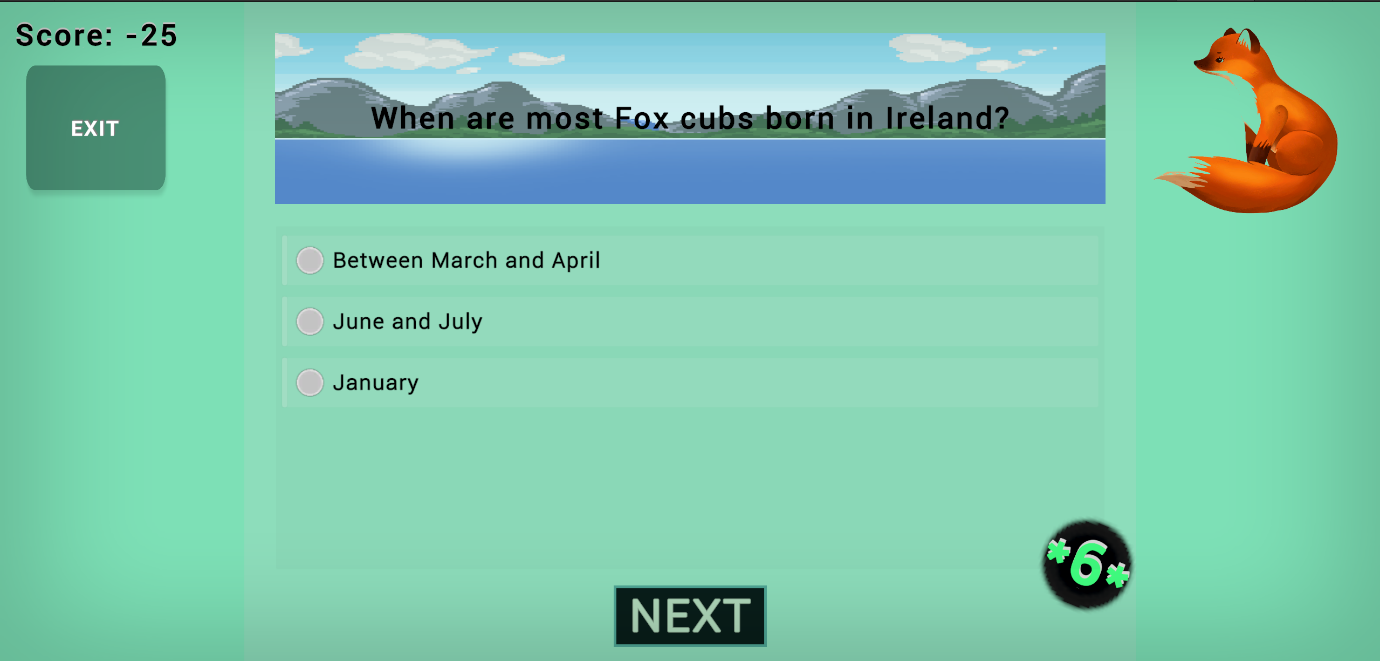 Score: -25
EXIT
When are most Fox cubs born in Ireland?
Between March and April
June and July
January
*6*
NEXT